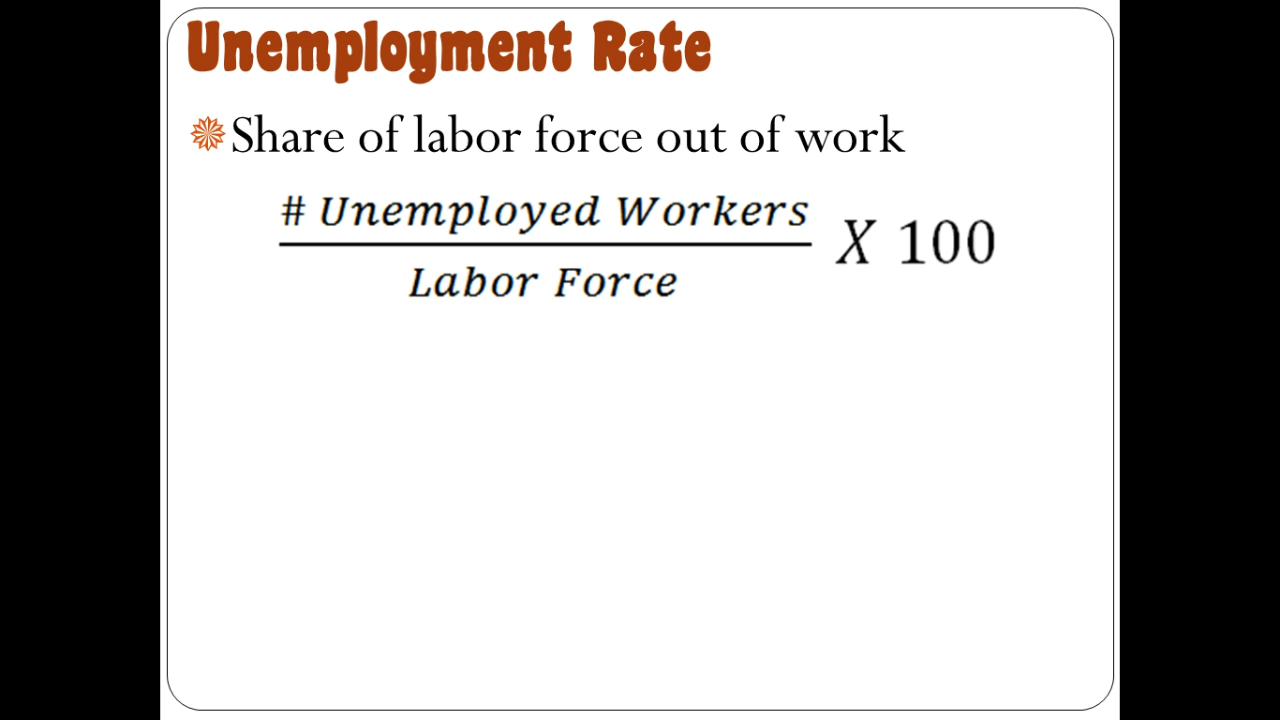 Unemployment Rate
Share of labor force out of work
# Unemployed Workers
X 100
Labor Force